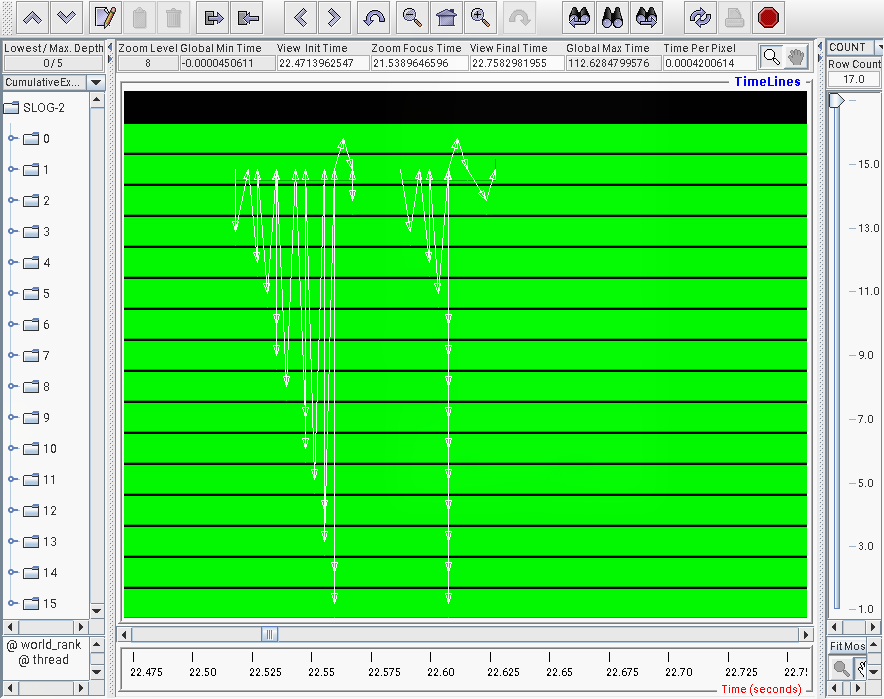 Lowest / Max. Depth
0 / 5
Zoom Level
8
Global Min Time
-0.0000450611
View Init Time
22.4713962547
Zoom Focus Time
21.5389646596
View Final Time
22.7582981955
Global Max Time
112.6284799576
Time Per Pixel
0.0004200614
COUNT
Row Count
17.0
CumulativeEx...
TimeLines
SLOG-2
0
1
2
3
4
5
6
7
8
9
10
11
12
13
14
15
15.0
13.0
11.0
9.0
7.0
5.0
3.0
1.0
@ world_rank
@ thread
Fit Mos
22.475
22.50
22.525
22.55
22.575
22.60
22.625
22.65
22.675
22.70
22.725
22.75
22.7
Time (seconds)